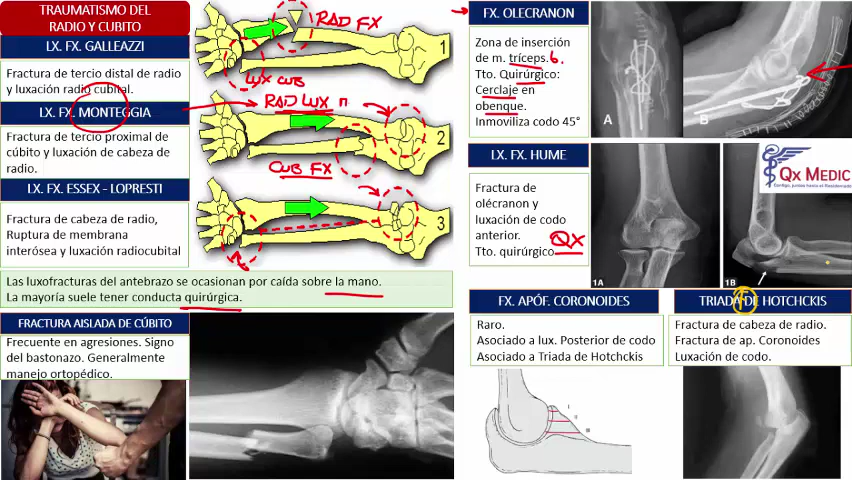 TRAUMATISMO DEL
RADIO Y CUBITO
LX. FX. GALLEAZZI
Fractura de tercio distal de radio
y luxación radio cubital.
LX. FX. MONTEGGIA
Fractura de tercio proximal de
cúbito y luxación de cabeza de
radio.
LX. FX. ESSEX - LOPRESTI
Fractura de cabeza de radio,
Ruptura de membrana
interósea y luxación radiocubital
RAD FX
1
LUX CUB
RAD LUX
2
CUB FX
3
Las luxofracturas del antebrazo se ocasionan por caída sobre la mano.
La mayoría suele tener conducta quirúrgica.
FRACTURA AISLADA DE CÚBITO
Frecuente en agresiones. Signo
del bastonazo. Generalmente
manejo ortopédico.
FX. OLECRANON
Zona de inserción
de m. tríceps.
Tto. Quirúrgico:
Cerclaje en
obenque.
Inmoviliza codo 45°
A
B
LX. FX. HUME
Fractura de
olécranon y
luxación de codo
anterior.
Tto. quirúrgico
QX
1A
1B
Qx MEDIC
FX. APÓF. CORONOIDES
Raro.
Asociado a lux. Posterior de codo
Asociado a Triada de Hotchckis
I
II
III
TRIADA DE HOTCHCKIS
Fractura de cabeza de radio.
Fractura de ap. Coronoides
Luxación de codo.